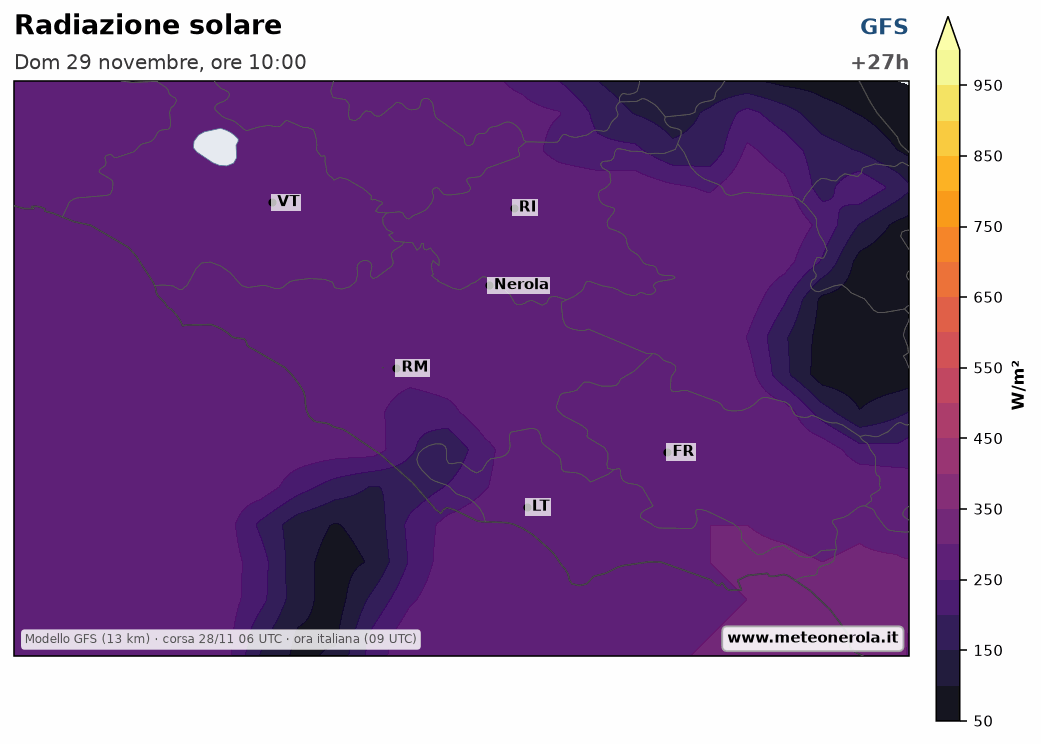 Radiazione solare
GFS
Dom 29 novembre, ore 10:00
+27h
VT
RI
Nerola
RM
FR
LT
Modello GFS (13 km) · corsa 28/11 06 UTC · ora italiana (09 UTC)
www.meteonerola.it
950
850
750
650
550
450
350
250
150
50
W/m²